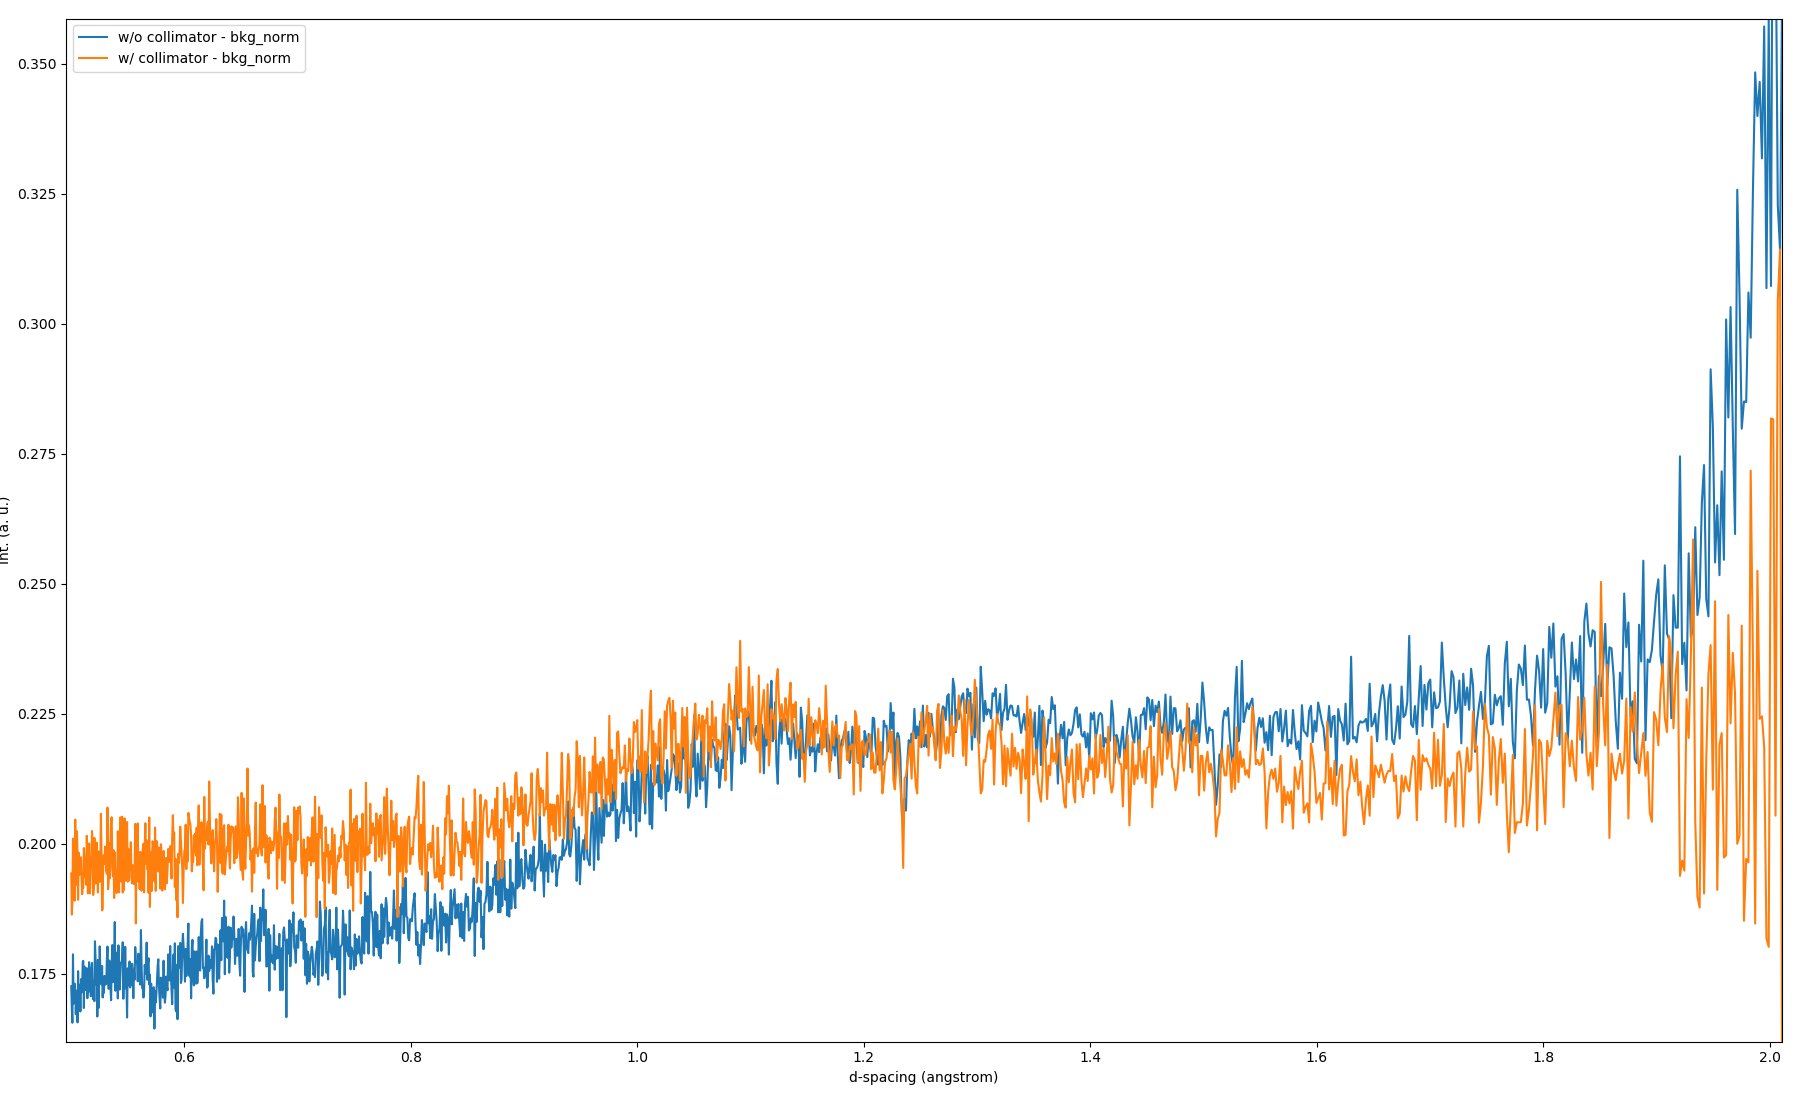 w/o collimator - bkg_norm
w/ collimator - bkg_norm
0.350
0.325
0.300
0.275
0.250
0.225
0.200
0.175
Int. (a. u.)
0.6 0.8 1.0 1.2 1.4 1.6 1.8 2.0
d-spacing (angstrom)